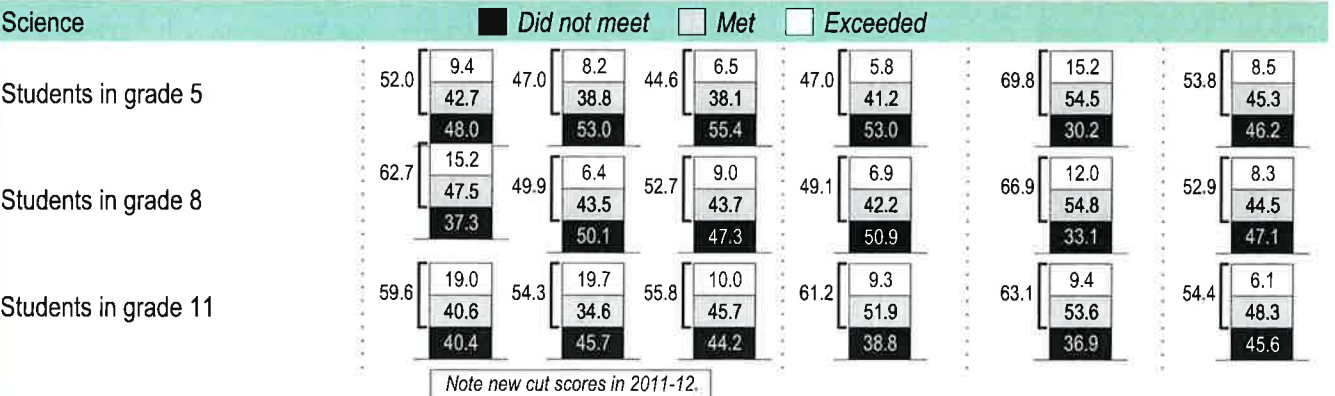 Science Did not meet Met Exceeded
Students in grade 5
52.0 9.4 42.7 48.0
47.0 8.2 38.8 53.0
44.6 6.5 38.1 55.4
47.0 5.8 41.2 53.0
69.8 15.2 54.5 30.2
53.8 8.5 45.3 46.2
Students in grade 8
62.7 15.2 47.5 37.3
49.9 6.4 43.5 50.1
52.7 9.0 43.7 47.3
49.1 6.9 42.2 50.9
66.9 12.0 54.8 33.1
52.9 8.3 44.5 47.1
Students in grade 11
59.6 19.0 40.6 40.4
54.3 19.7 34.6 45.7
55.8 10.0 45.7 44.2
61.2 9.3 51.9 38.8
63.1 9.4 53.6 36.9
54.4 6.1 48.3 45.6
Note new cut scores in 2011-12.